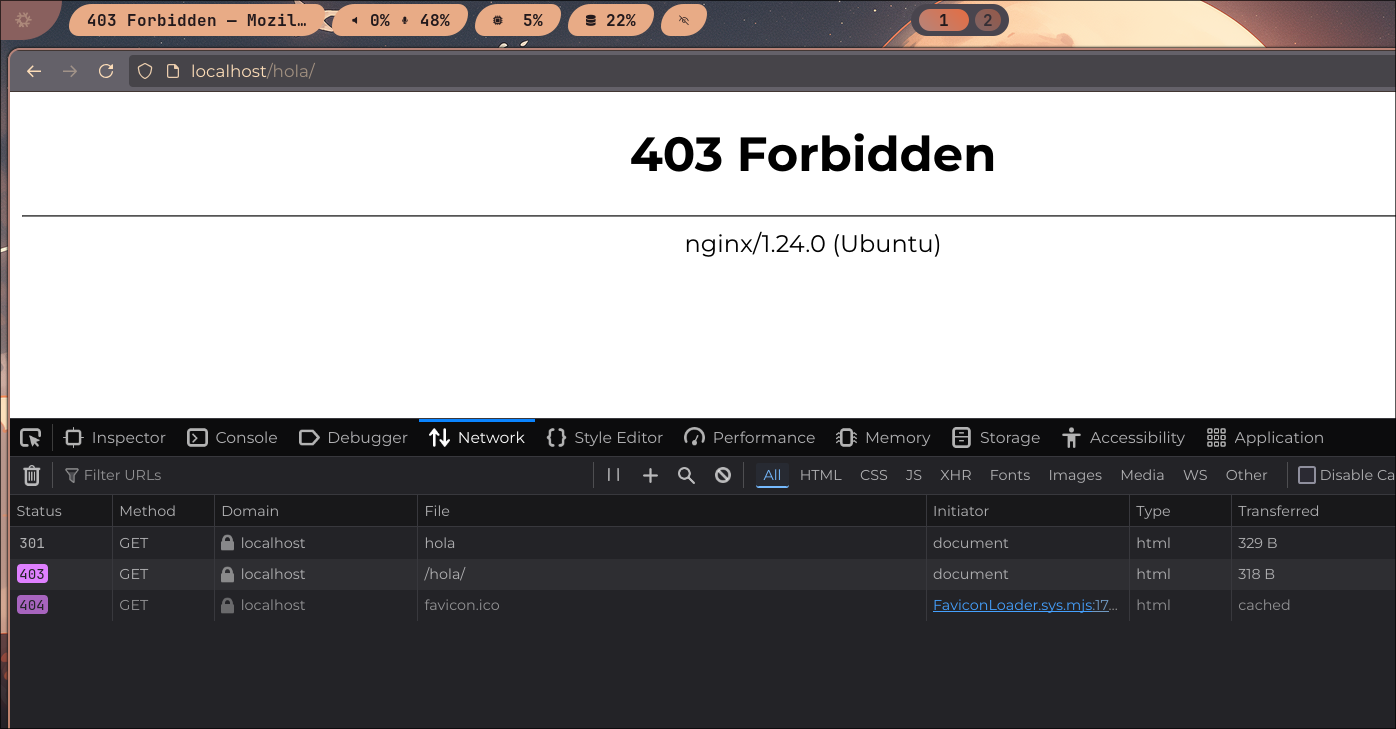 403 Forbidden — Mozil… 0% 48% 5% 22% 1 2
localhost/hola/
403 Forbidden
nginx/1.24.0 (Ubuntu)
Inspector Console Debugger Network Style Editor Performance Memory Storage Accessibility Application
Filter URLs All HTML CSS JS XHR Fonts Images Media WS Other Disable Ca
Status Method Domain File Initiator Type Transferred
301 GET localhost hola document html 329 B
403 GET localhost /hola/ document html 318 B
404 GET localhost favicon.ico FaviconLoader.sys.mjs:17… html cached